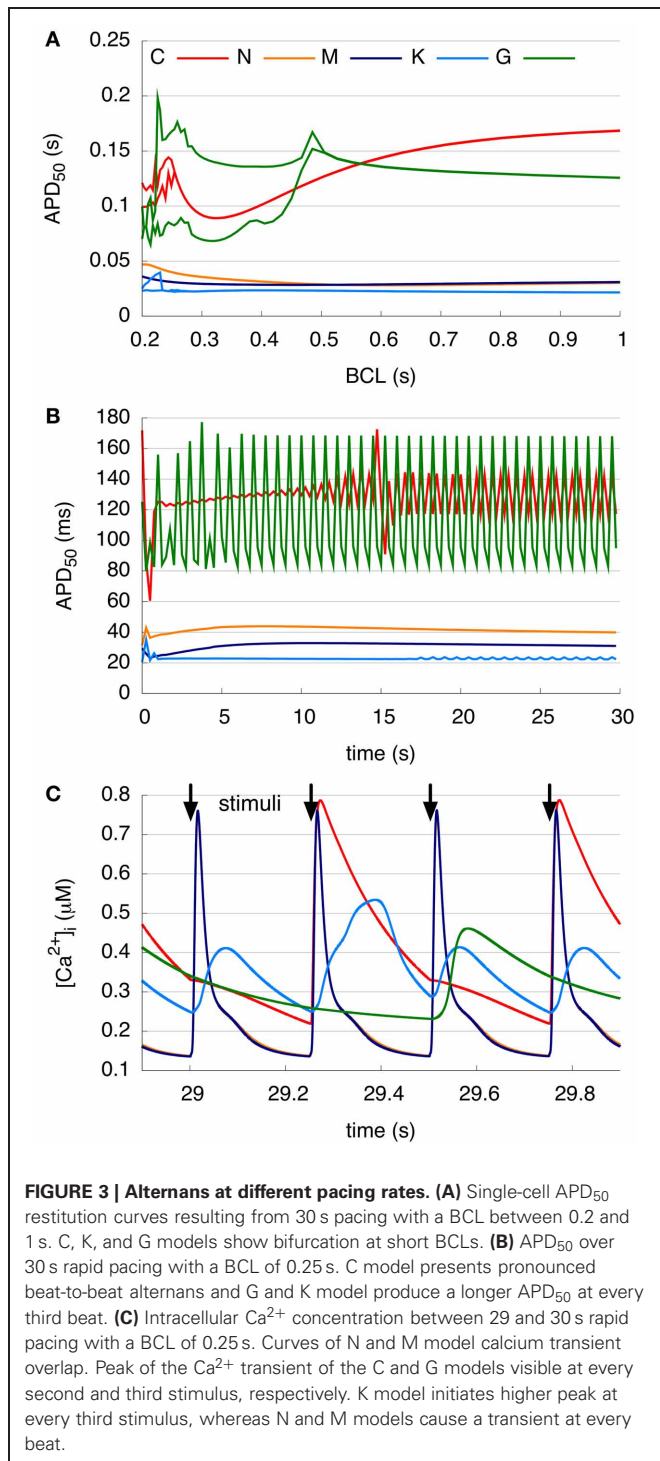 A
0.25
C N M K G
0.2
0.15
0.1
0.05
0
APD50 (s)
0.2 0.3 0.4 0.5 0.6 0.7 0.8 0.9 1
BCL (s)
B
180
160
140
120
100
80
60
40
20
0
APD50 (ms)
0 5 10 15 20 25 30
time (s)
C
0.8
0.7
0.6
0.5
0.4
0.3
0.2
0.1
stimuli
[Ca2+]i (μM)
29 29.2 29.4 29.6 29.8
time (s)
FIGURE 3 | Alternans at different pacing rates. (A) Single-cell APD50
restitution curves resulting from 30 s pacing with a BCL between 0.2 and
1 s. C, K, and G models show bifurcation at short BCLs. (B) APD50 over
30 s rapid pacing with a BCL of 0.25 s. C model presents pronounced
beat-to-beat alternans and G and K model produce a longer APD50 at every
third beat. (C) Intracellular Ca2+ concentration between 29 and 30 s rapid
pacing with a BCL of 0.25 s. Curves of N and M model calcium transient
overlap. Peak of the Ca2+ transient of the C and G models visible at every
second and third stimulus, respectively. K model initiates higher peak at
every third stimulus, whereas N and M models cause a transient at every
beat.